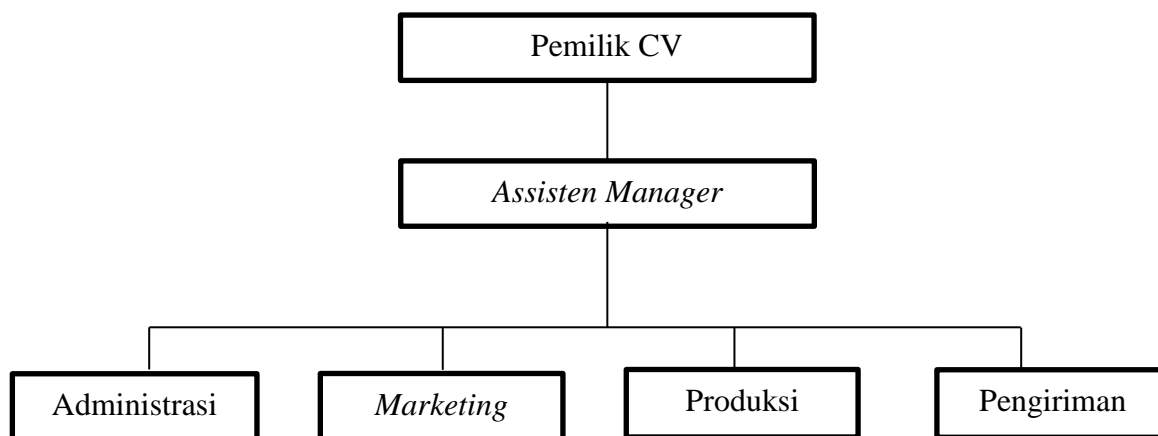 Pemilik CV
Assisten Manager
Administrasi
Marketing
Produksi
Pengiriman